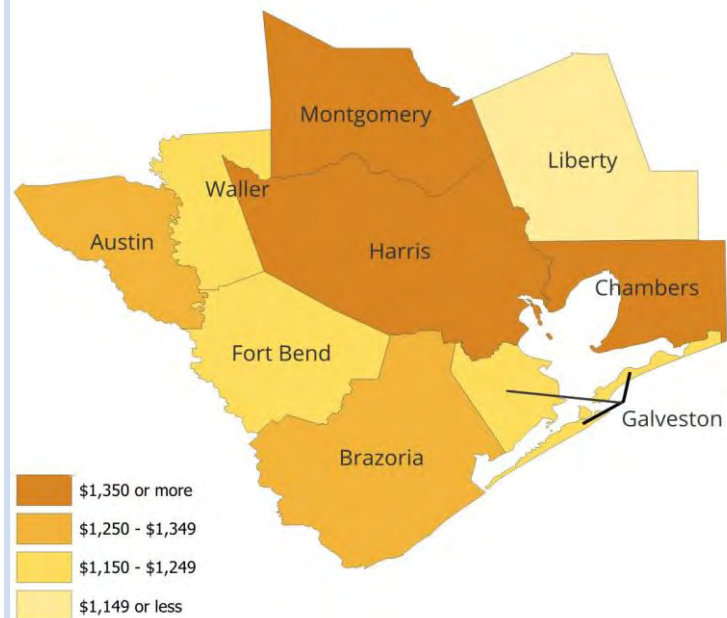 Montgomery
Liberty
Waller
Austin
Harris
Chambers
Fort Bend
Galveston
Brazoria
$1,350 or more
$1,250 - $1,349
$1,150 - $1,249
$1,149 or less